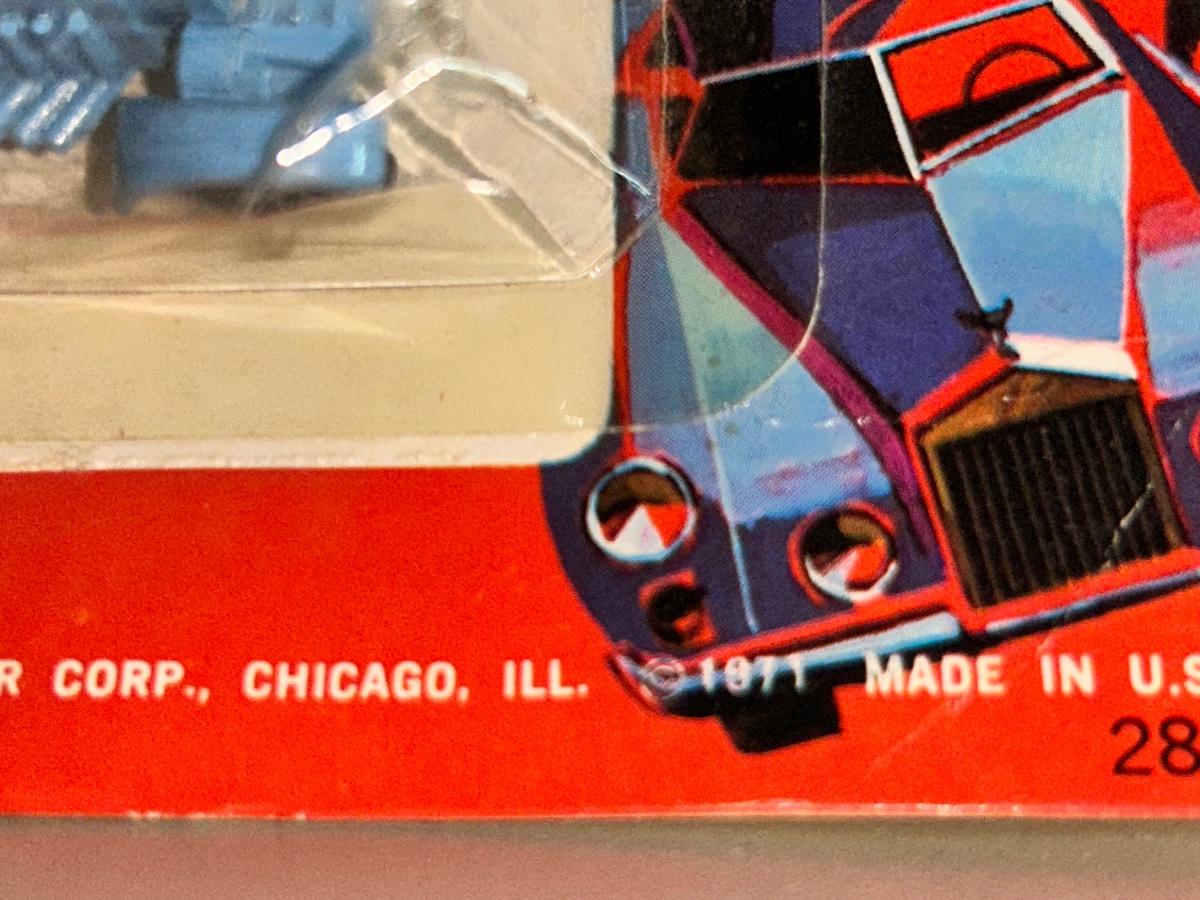 R CORP., CHICAGO, ILL. ©1971 MADE IN U.S
28